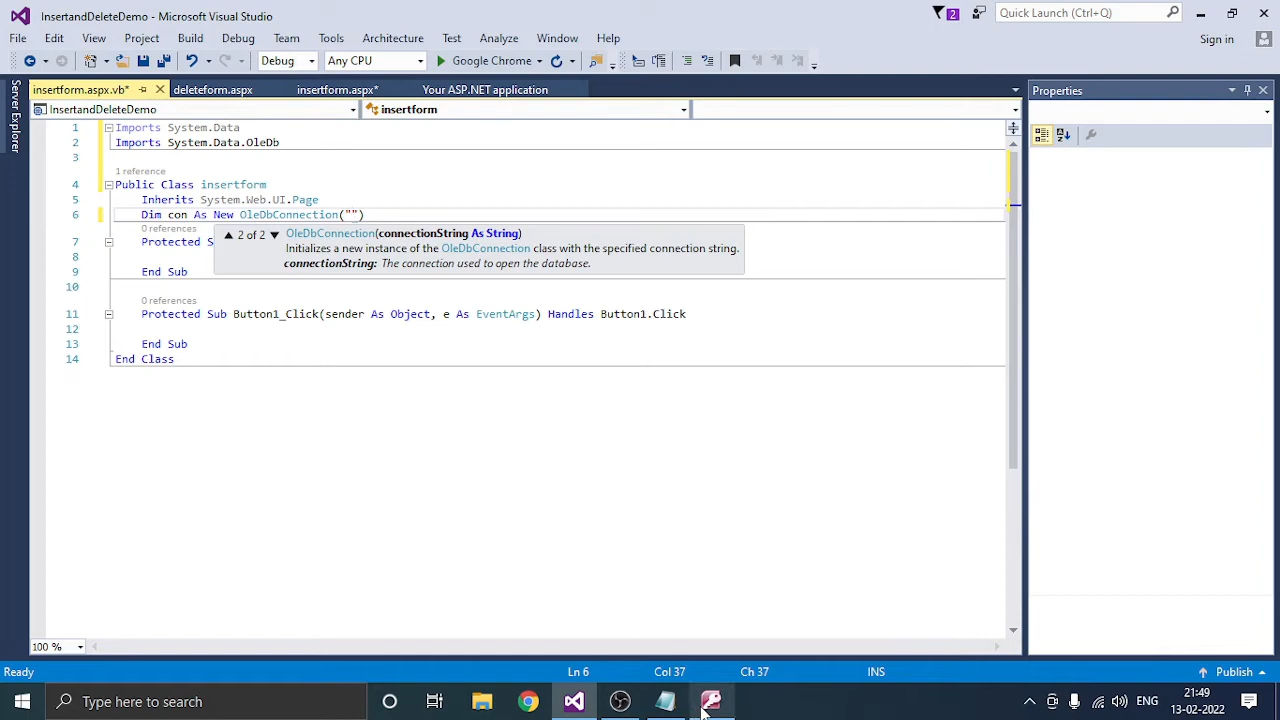 InsertandDeleteDemo - Microsoft Visual Studio
2
Quick Launch (Ctrl+Q)
File Edit View Project Build Debug Team Tools Architecture Test Analyze Window Help
Sign in
Debug Any CPU Google Chrome
Server Explorer
insertform.aspx.vb* deleteform.aspx insertform.aspx* Your ASP.NET application
Properties
InsertandDeleteDemo insertform
1 Imports System.Data
2 Imports System.Data.OleDb
3
1 reference
4 Public Class insertform
5 Inherits System.Web.UI.Page
6 Dim con As New OleDbConnection("")
0 references
2 of 2 OleDbConnection(connectionString As String)
7 Protected S
Initializes a new instance of the OleDbConnection class with the specified connection string.
8
connectionString: The connection used to open the database.
9 End Sub
10
0 references
11 Protected Sub Button1_Click(sender As Object, e As EventArgs) Handles Button1.Click
12
13 End Sub
14 End Class
100 %
Ready Ln 6 Col 37 Ch 37 INS Publish
Type here to search
ENG
21:49
13-02-2022